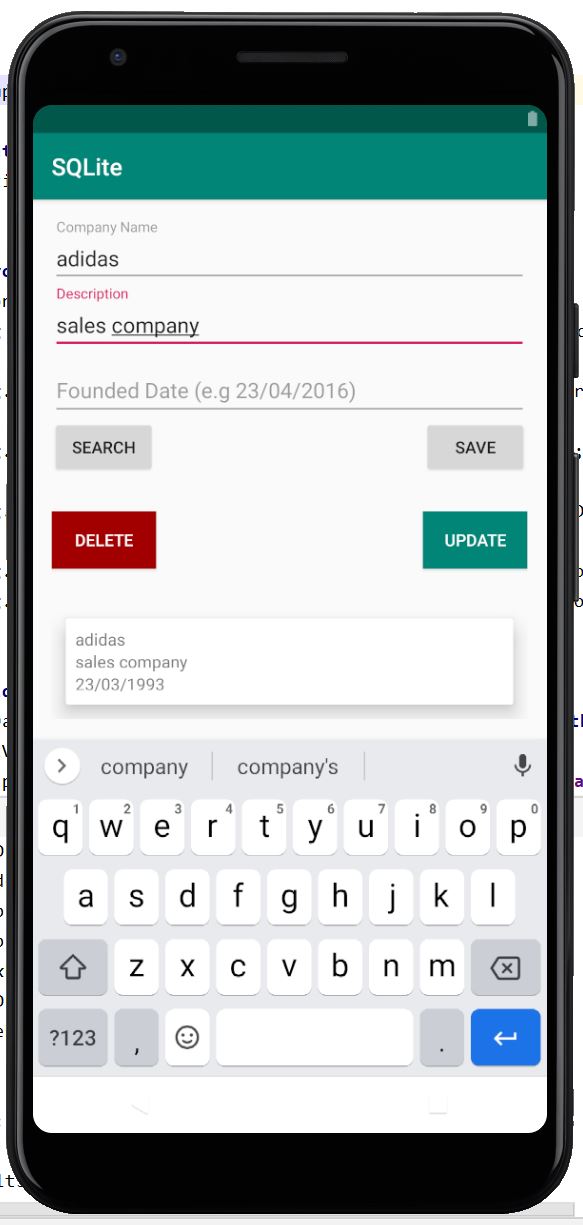 SQLite
Company Name
adidas
Description
sales company
Founded Date (e.g 23/04/2016)
SEARCH SAVE
DELETE UPDATE
adidas
sales company
23/03/1993
company company's
q1 w2 e3 r4 t5 y6 u7 i8 o9 p0
a s d f g h j k l
z x c v b n m
?123 , .